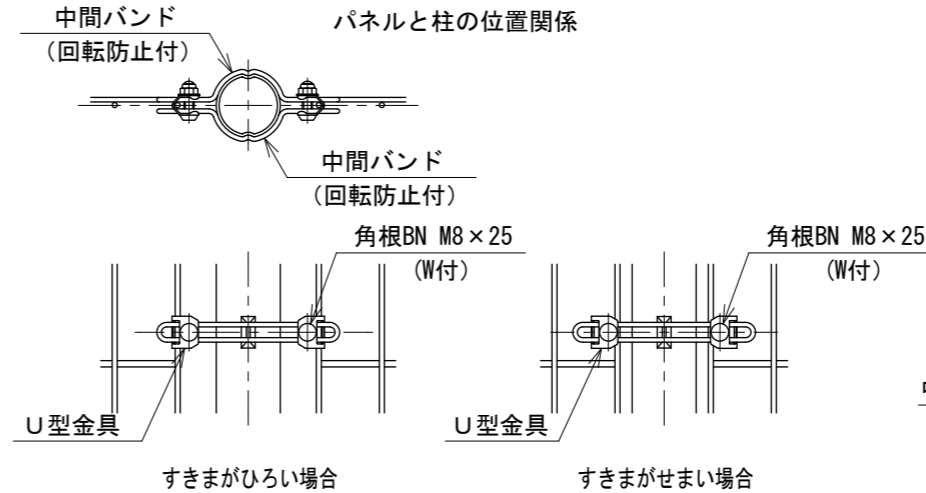 中間バンド
(回転防止付)
パネルと柱の位置関係
中間バンド
(回転防止付)
角根BN M8×25
(W付)
角根BN M8×25
(W付)
U型金具
U型金具
すきまがひろい場合
すきまがせまい場合